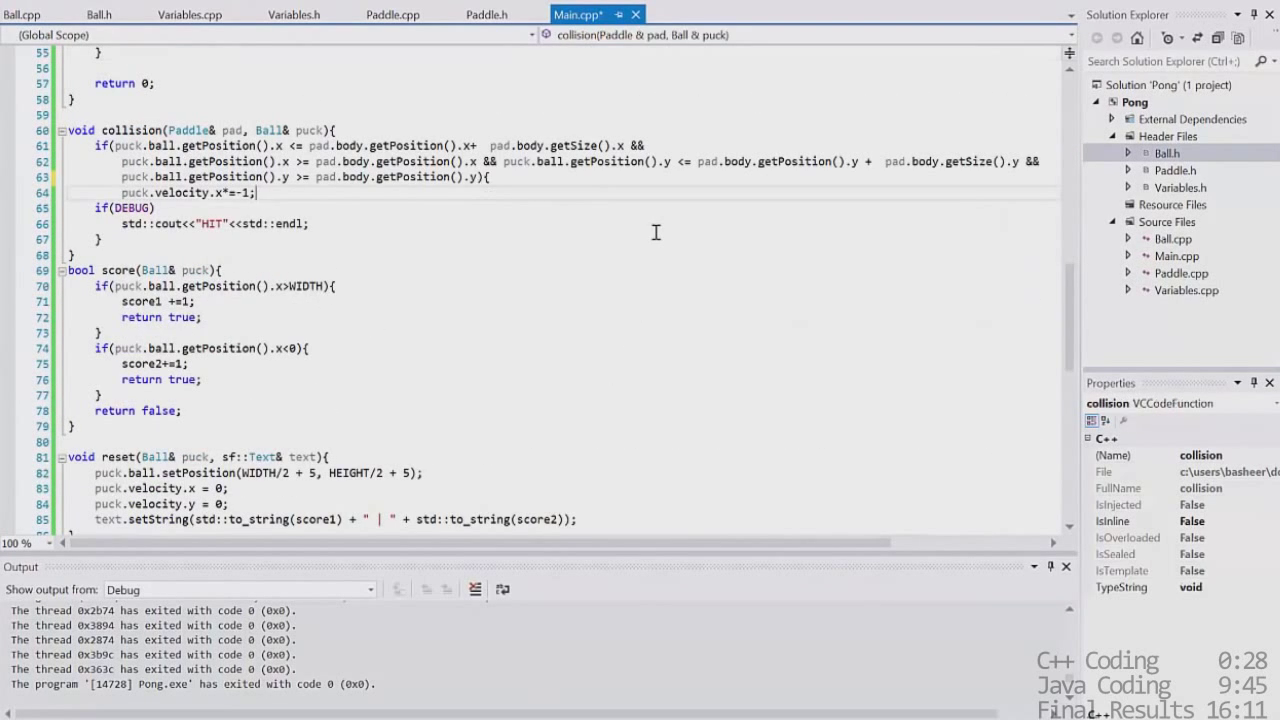 Ball.cpp Ball.h Variables.cpp Variables.h Paddle.cpp Paddle.h Main.cpp*
(Global Scope) collision(Paddle & pad, Ball & puck)
55 }
56
57 return 0;
58 }
59
60 void collision(Paddle& pad, Ball& puck){
61 if(puck.ball.getPosition().x <= pad.body.getPosition().x+ pad.body.getSize().x &&
62 puck.ball.getPosition().x >= pad.body.getPosition().x && puck.ball.getPosition().y <= pad.body.getPosition().y + pad.body.getSize().y &&
63 puck.ball.getPosition().y >= pad.body.getPosition().y){
64 puck.velocity.x*=-1;
65 if(DEBUG)
66 std::cout<<"HIT"<<std::endl;
67 }
68 }
69 bool score(Ball& puck){
70 if(puck.ball.getPosition().x>WIDTH){
71 score1 +=1;
72 return true;
73 }
74 if(puck.ball.getPosition().x<0){
75 score2+=1;
76 return true;
77 }
78 return false;
79 }
80
81 void reset(Ball& puck, sf::Text& text){
82 puck.ball.setPosition(WIDTH/2 + 5, HEIGHT/2 + 5);
83 puck.velocity.x = 0;
84 puck.velocity.y = 0;
85 text.setString(std::to_string(score1) + " | " + std::to_string(score2));
100 %
Output
Show output from: Debug
The thread 0x2b74 has exited with code 0 (0x0).
The thread 0x3894 has exited with code 0 (0x0).
The thread 0x2874 has exited with code 0 (0x0).
The thread 0x3b9c has exited with code 0 (0x0).
The thread 0x363c has exited with code 0 (0x0).
The program '[14728] Pong.exe' has exited with code 0 (0x0).
Solution Explorer
Search Solution Explorer (Ctrl+;)
Solution 'Pong' (1 project)
Pong
External Dependencies
Header Files
Ball.h
Paddle.h
Variables.h
Resource Files
Source Files
Ball.cpp
Main.cpp
Paddle.cpp
Variables.cpp
Properties
collision VCCodeFunction
C++
(Name) collision
File c:\users\basheer\do
FullName collision
IsInjected False
IsInline False
IsOverloaded False
IsSealed False
IsTemplate False
TypeString void
C++ Coding 0:28
Java Coding 9:45
Final Results 16:11
C++